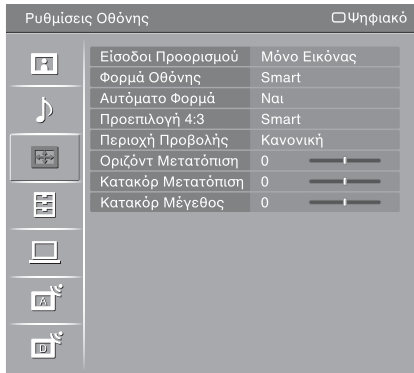 Ρυθμίσεις Οθόνης Ψηφιακό
Είσοδοι Προορισμού Μόνο Εικόνας
Φορμά Οθόνης Smart
Αυτόματο Φορμά Ναι
Προεπιλογή 4:3 Smart
Περιοχή Προβολής Κανονική
Οριζόντ Μετατόπιση 0
Κατακόρ Μετατόπιση 0
Κατακόρ Μέγεθος 0
A
D